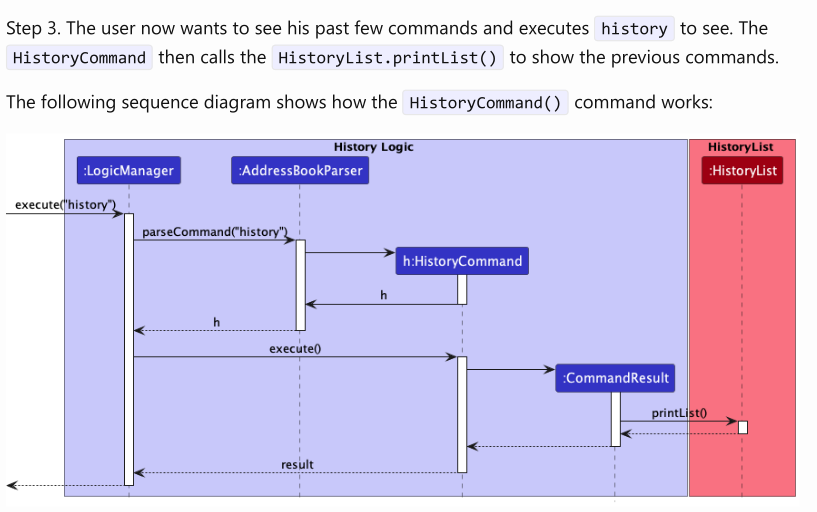 Step 3. The user now wants to see his past few commands and executes history to see. The
HistoryCommand then calls the HistoryList.printList() to show the previous commands.
The following sequence diagram shows how the HistoryCommand() command works:
History Logic
HistoryList
:LogicManager
:AddressBookParser
:HistoryList
execute("history")
parseCommand("history")
h:HistoryCommand
h
h
execute()
:CommandResult
printList()
result